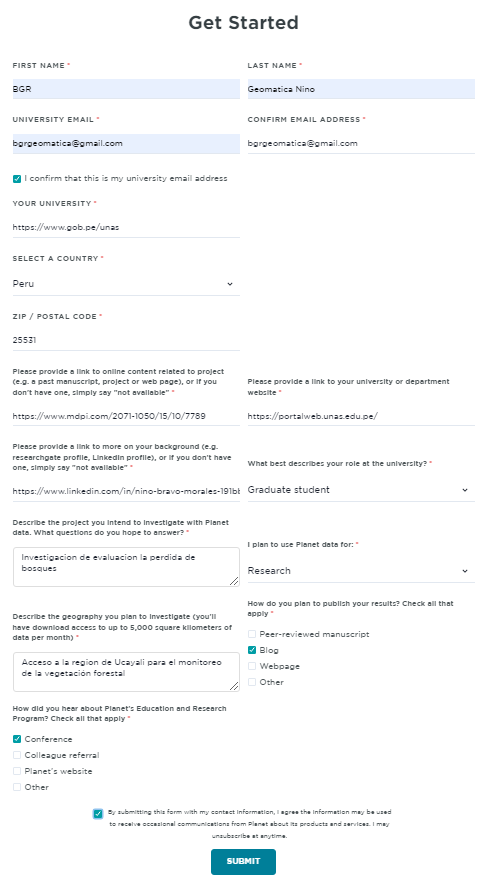 Get Started
FIRST NAME *
LAST NAME *
BGR
Geomatica Nino
UNIVERSITY EMAIL *
CONFIRM EMAIL ADDRESS *
bgrgeomatica@gmail.com
bgrgeomatica@gmail.com
I confirm that this is my university email address
YOUR UNIVERSITY *
https://www.gob.pe/unas
SELECT A COUNTRY *
Peru
ZIP / POSTAL CODE *
25531
Please provide a link to online content related to project
(e.g. a past manuscript, project or web page), or if you
don't have one, simply say "not available" *
Please provide a link to your university or department
website *
https://www.mdpi.com/2071-1050/15/10/7789
https://portalweb.unas.edu.pe/
Please provide a link to more on your background (e.g.
researchgate profile, LinkedIn profile), or if you don't have
one, simply say "not available" *
What best describes your role at the university? *
https://www.linkedin.com/in/nino-bravo-morales-191bb
Graduate student
Describe the project you intend to investigate with Planet
data. What questions do you hope to answer? *
I plan to use Planet data for: *
Investigacion de evaluacion la perdida de
bosques
Research
Describe the geography you plan to investigate (you'll
have download access to up to 5,000 square kilometers of
data per month) *
How do you plan to publish your results? Check all that
apply *
Peer-reviewed manuscript
Blog
Webpage
Other
Acceso a la region de Ucayali para el monitoreo
de la vegetación forestal
How did you hear about Planet's Education and Research
Program? Check all that apply *
Conference
Colleague referral
Planet's website
Other
By submitting this form with my contact information, I agree the information may be used
to receive occasional communications from Planet about its products and services. I may
unsubscribe at anytime.
SUBMIT